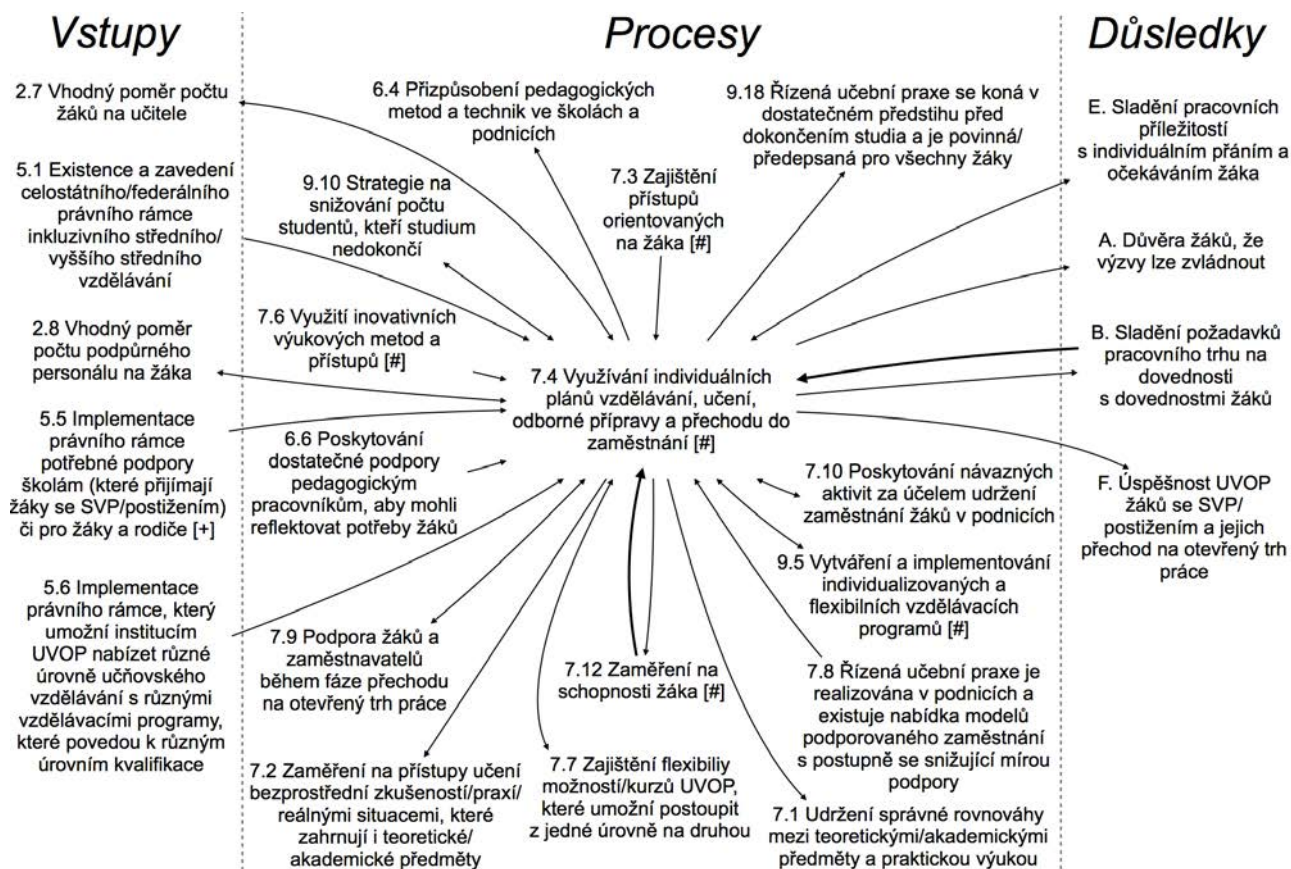 Vstupy
Procesy
Důsledky
2.7 Vhodný poměr počtu
žáků na učitele
5.1 Existence a zavedení
celostátního/federálního
právního rámce
inkluzivního středního/
vyššího středního
vzdělávání
2.8 Vhodný poměr
počtu podpůrného
personálu na žáka
5.5 Implementace
právního rámce
potřebné podpory
školám (které přijímají
žáky se SVP/postižením)
či pro žáky a rodiče [+]
5.6 Implementace
právního rámce, který
umožní institucím
UVOP nabízet různé
úrovně učňovského
vzdělávání s různými
vzdělávacími programy,
které povedou k různým
úrovním kvalifikace
6.4 Přizpůsobení pedagogických
metod a technik ve školách a
podnicích
9.18 Řízená učební praxe se koná v
dostatečném předstihu před
dokončením studia a je povinná/
předepsaná pro všechny žáky
9.10 Strategie na
snižování počtu
studentů, kteří studium
nedokončí
7.3 Zajištění
přístupů
orientovaných
na žáka [#]
7.6 Využití inovativních
výukových metod a
přístupů [#]
7.4 Využívání individuálních
plánů vzdělávání, učení,
odborné přípravy a přechodu do
zaměstnání [#]
6.6 Poskytování
dostatečné podpory
pedagogickým
pracovníkům, aby mohli
reflektovat potřeby žáků
7.10 Poskytování návazných
aktivit za účelem udržení
zaměstnání žáků v podnicích
9.5 Vytváření a implementování
individualizovaných a
flexibilních vzdělávacích
programů [#]
7.9 Podpora žáků a
zaměstnavatelů
během fáze přechodu
na otevřený trh práce
7.12 Zaměření na
schopnosti žáka [#]
7.8 Řízená učební praxe je
realizována v podnicích a
existuje nabídka modelů
podporovaného zaměstnání
s postupně se snižující mírou
podpory
7.2 Zaměření na přístupy učení
bezprostřední zkušeností/praxí/
reálnými situacemi, které
zahrnují i teoretické/
akademické předměty
7.7 Zajištění flexibiliy
možností/kurzů UVOP,
které umožní postoupit
z jedné úrovně na druhou
7.1 Udržení správné rovnováhy
mezi teoretickými/akademickými
předměty a praktickou výukou
E. Sladění pracovních
příležitostí
s individuálním přáním a
očekáváním žáka
A. Důvěra žáků, že
výzvy lze zvládnout
B. Sladění požadavků
pracovního trhu na
dovednosti
s dovednostmi žáků
F. Úspěšnost UVOP
žáků se SVP/
postižením a jejich
přechod na otevřený trh
práce